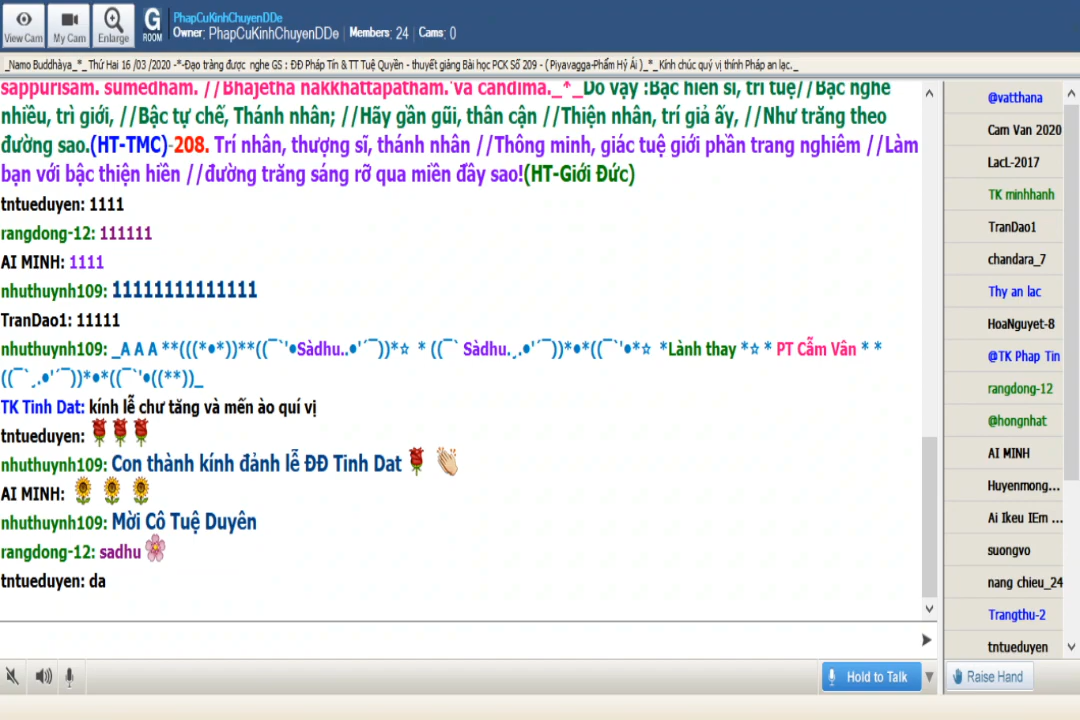 View Cam
My Cam
Enlarge
G
ROOM
PhapCuKinhChuyenDDe
Owner: PhapCuKinhChuyenDDe Members: 24 Cams: 0
_Namo Buddhàya_*_ Thứ Hai 16 /03 /2020 -*-Đạo tràng được nghe GS : ĐĐ Pháp Tín & TT Tuệ Quyền - thuyết giảng Bài học PCK Số 209 - ( Piyavagga-Phẩm Hỷ Ái )_*_ Kính chúc quý vị thính Pháp an lạc._
sappurisam. sumedham. //Bhajetha nakkhattapatham.'va candima._*_Do vậy :Bậc hiền sĩ, trí tuệ//Bậc nghe
nhiều, trì giới, //Bậc tự chế, Thánh nhân; //Hãy gần gũi, thân cận //Thiện nhân, trí giả ấy, //Như trăng theo
đường sao.(HT-TMC)-208. Trí nhân, thượng sĩ, thánh nhân //Thông minh, giác tuệ giới phần trang nghiêm //Làm
bạn với bậc thiện hiền //đường trăng sáng rỡ qua miền đầy sao!(HT-Giới Đức)
tntueduyen: 1111
rangdong-12: 111111
AI MINH: 1111
nhuthuynh109: 11111111111111
TranDao1: 11111
nhuthuynh109: _A A A **(((*•*))**((¯`'•Sàdhu..•'´¯))*☆ * ((¯` Sàdhu.¸.•'´¯))*•*((¯`'•*☆ *Lành thay *☆ * PT Cẩm Vân * *
((¯`¸.•'´¯))*•*((¯`'•((**))_
TK Tinh Dat: kính lễ chư tăng và mến ào quí vị
tntueduyen:
nhuthuynh109: Con thành kính đảnh lễ ĐĐ Tinh Dat
AI MINH:
nhuthuynh109: Mời Cô Tuệ Duyên
rangdong-12: sadhu
tntueduyen: da
@vatthana
Cam Van 2020
LacL-2017
TK minhhanh
TranDao1
chandara_7
Thy an lac
HoaNguyet-8
@TK Phap Tin
rangdong-12
@hongnhat
AI MINH
Huyenmong...
Ai Ikeu IEm ...
suongvo
nang chieu_24
Trangthu-2
tntueduyen
Hold to Talk
Raise Hand